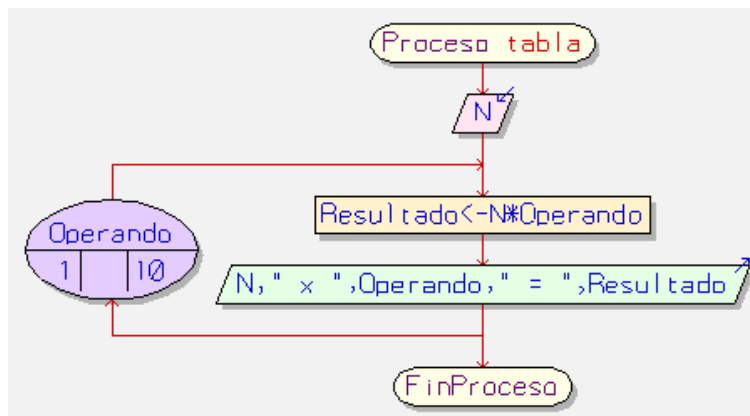 Proceso tabla
N
Resultado<-N*Operando
Operando
1 10
N," x ",Operando," = ",Resultado
FinProceso